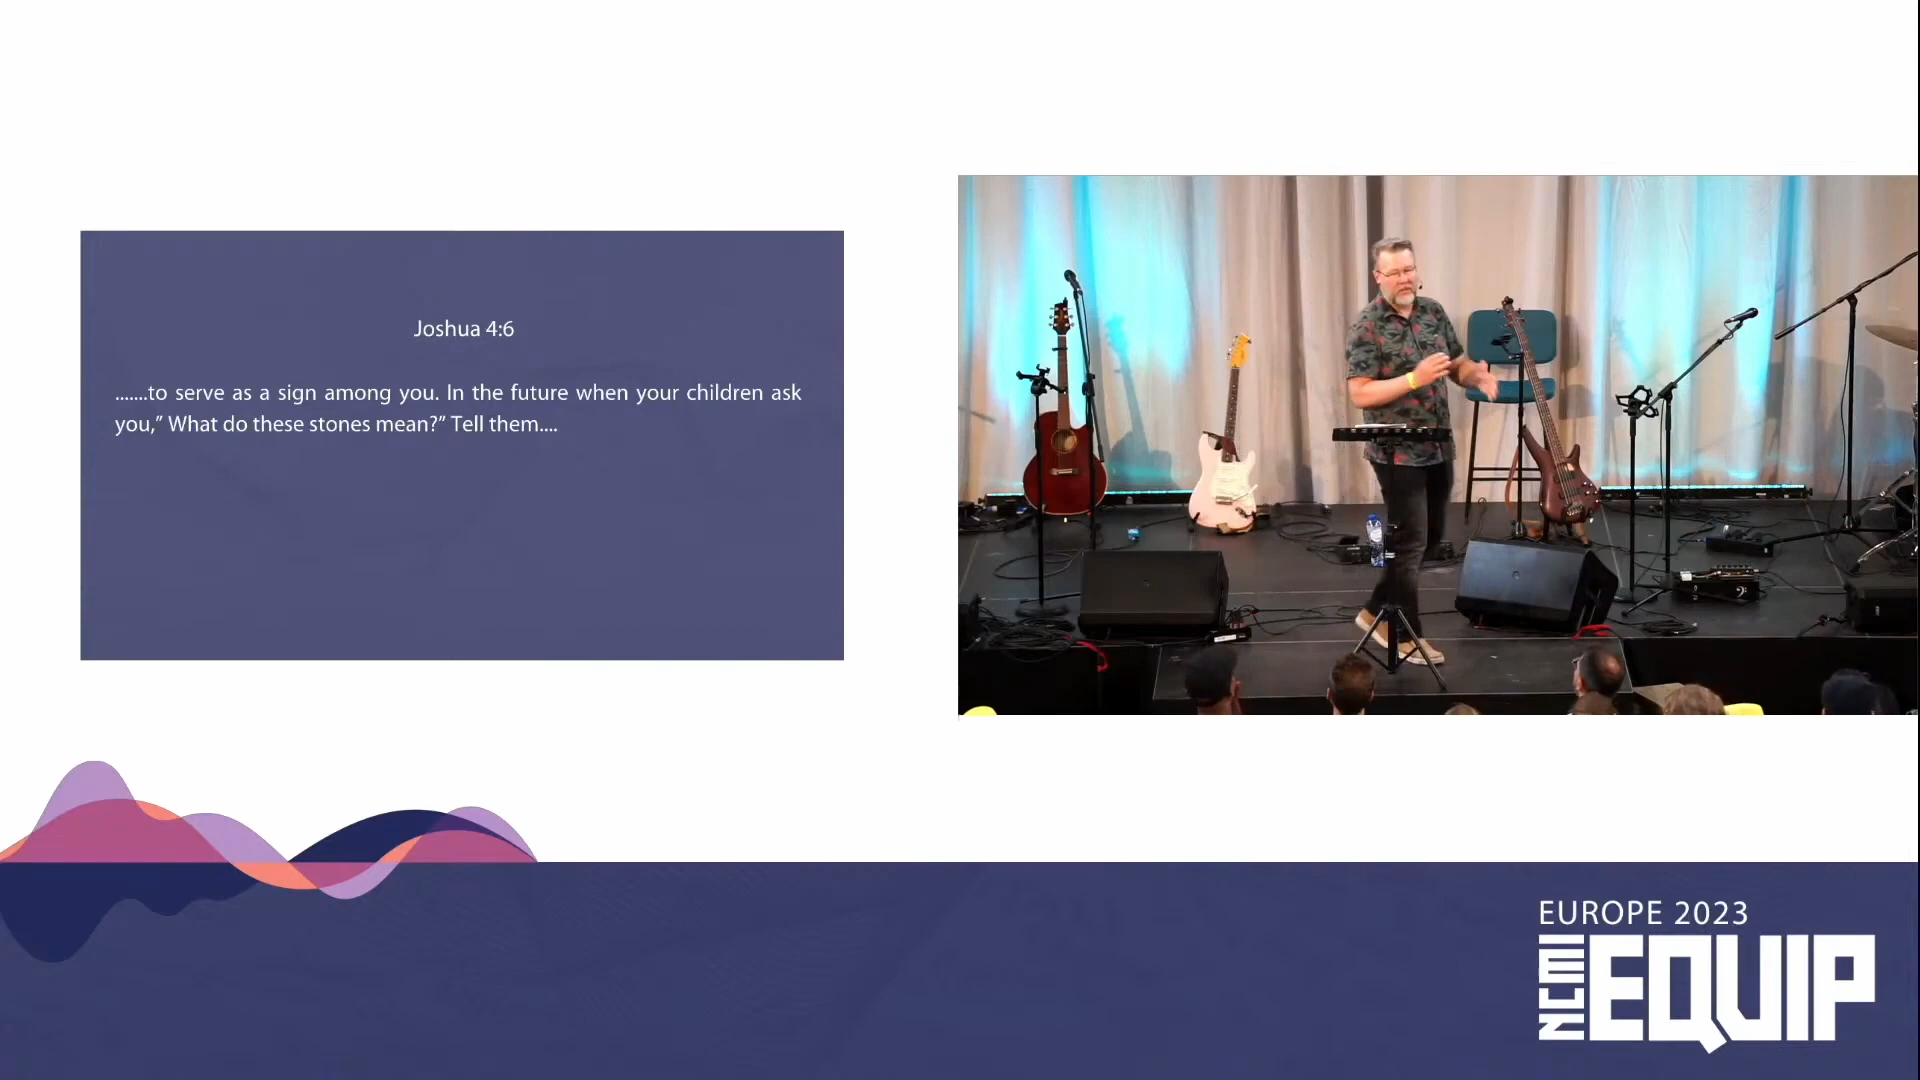 Joshua 4:6
.......to serve as a sign among you. In the future when your children ask
you,” What do these stones mean?” Tell them....
EUROPE 2023
NCMI
EQUIP